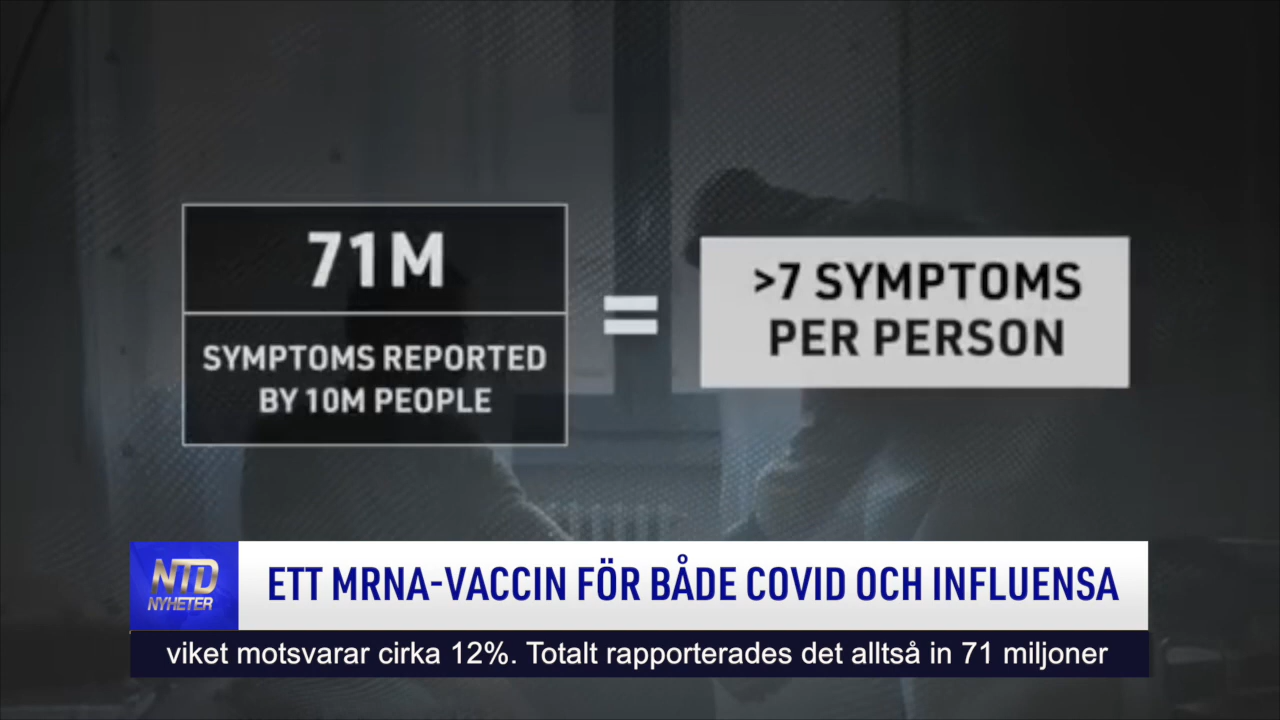 71M
SYMPTOMS REPORTED
BY 10M PEOPLE
=
>7 SYMPTOMS
PER PERSON
NTD
NYHETER
ETT MRNA-VACCIN FÖR BÅDE COVID OCH INFLUENSA
viket motsvarar cirka 12%. Totalt rapporterades det alltså in 71 miljoner